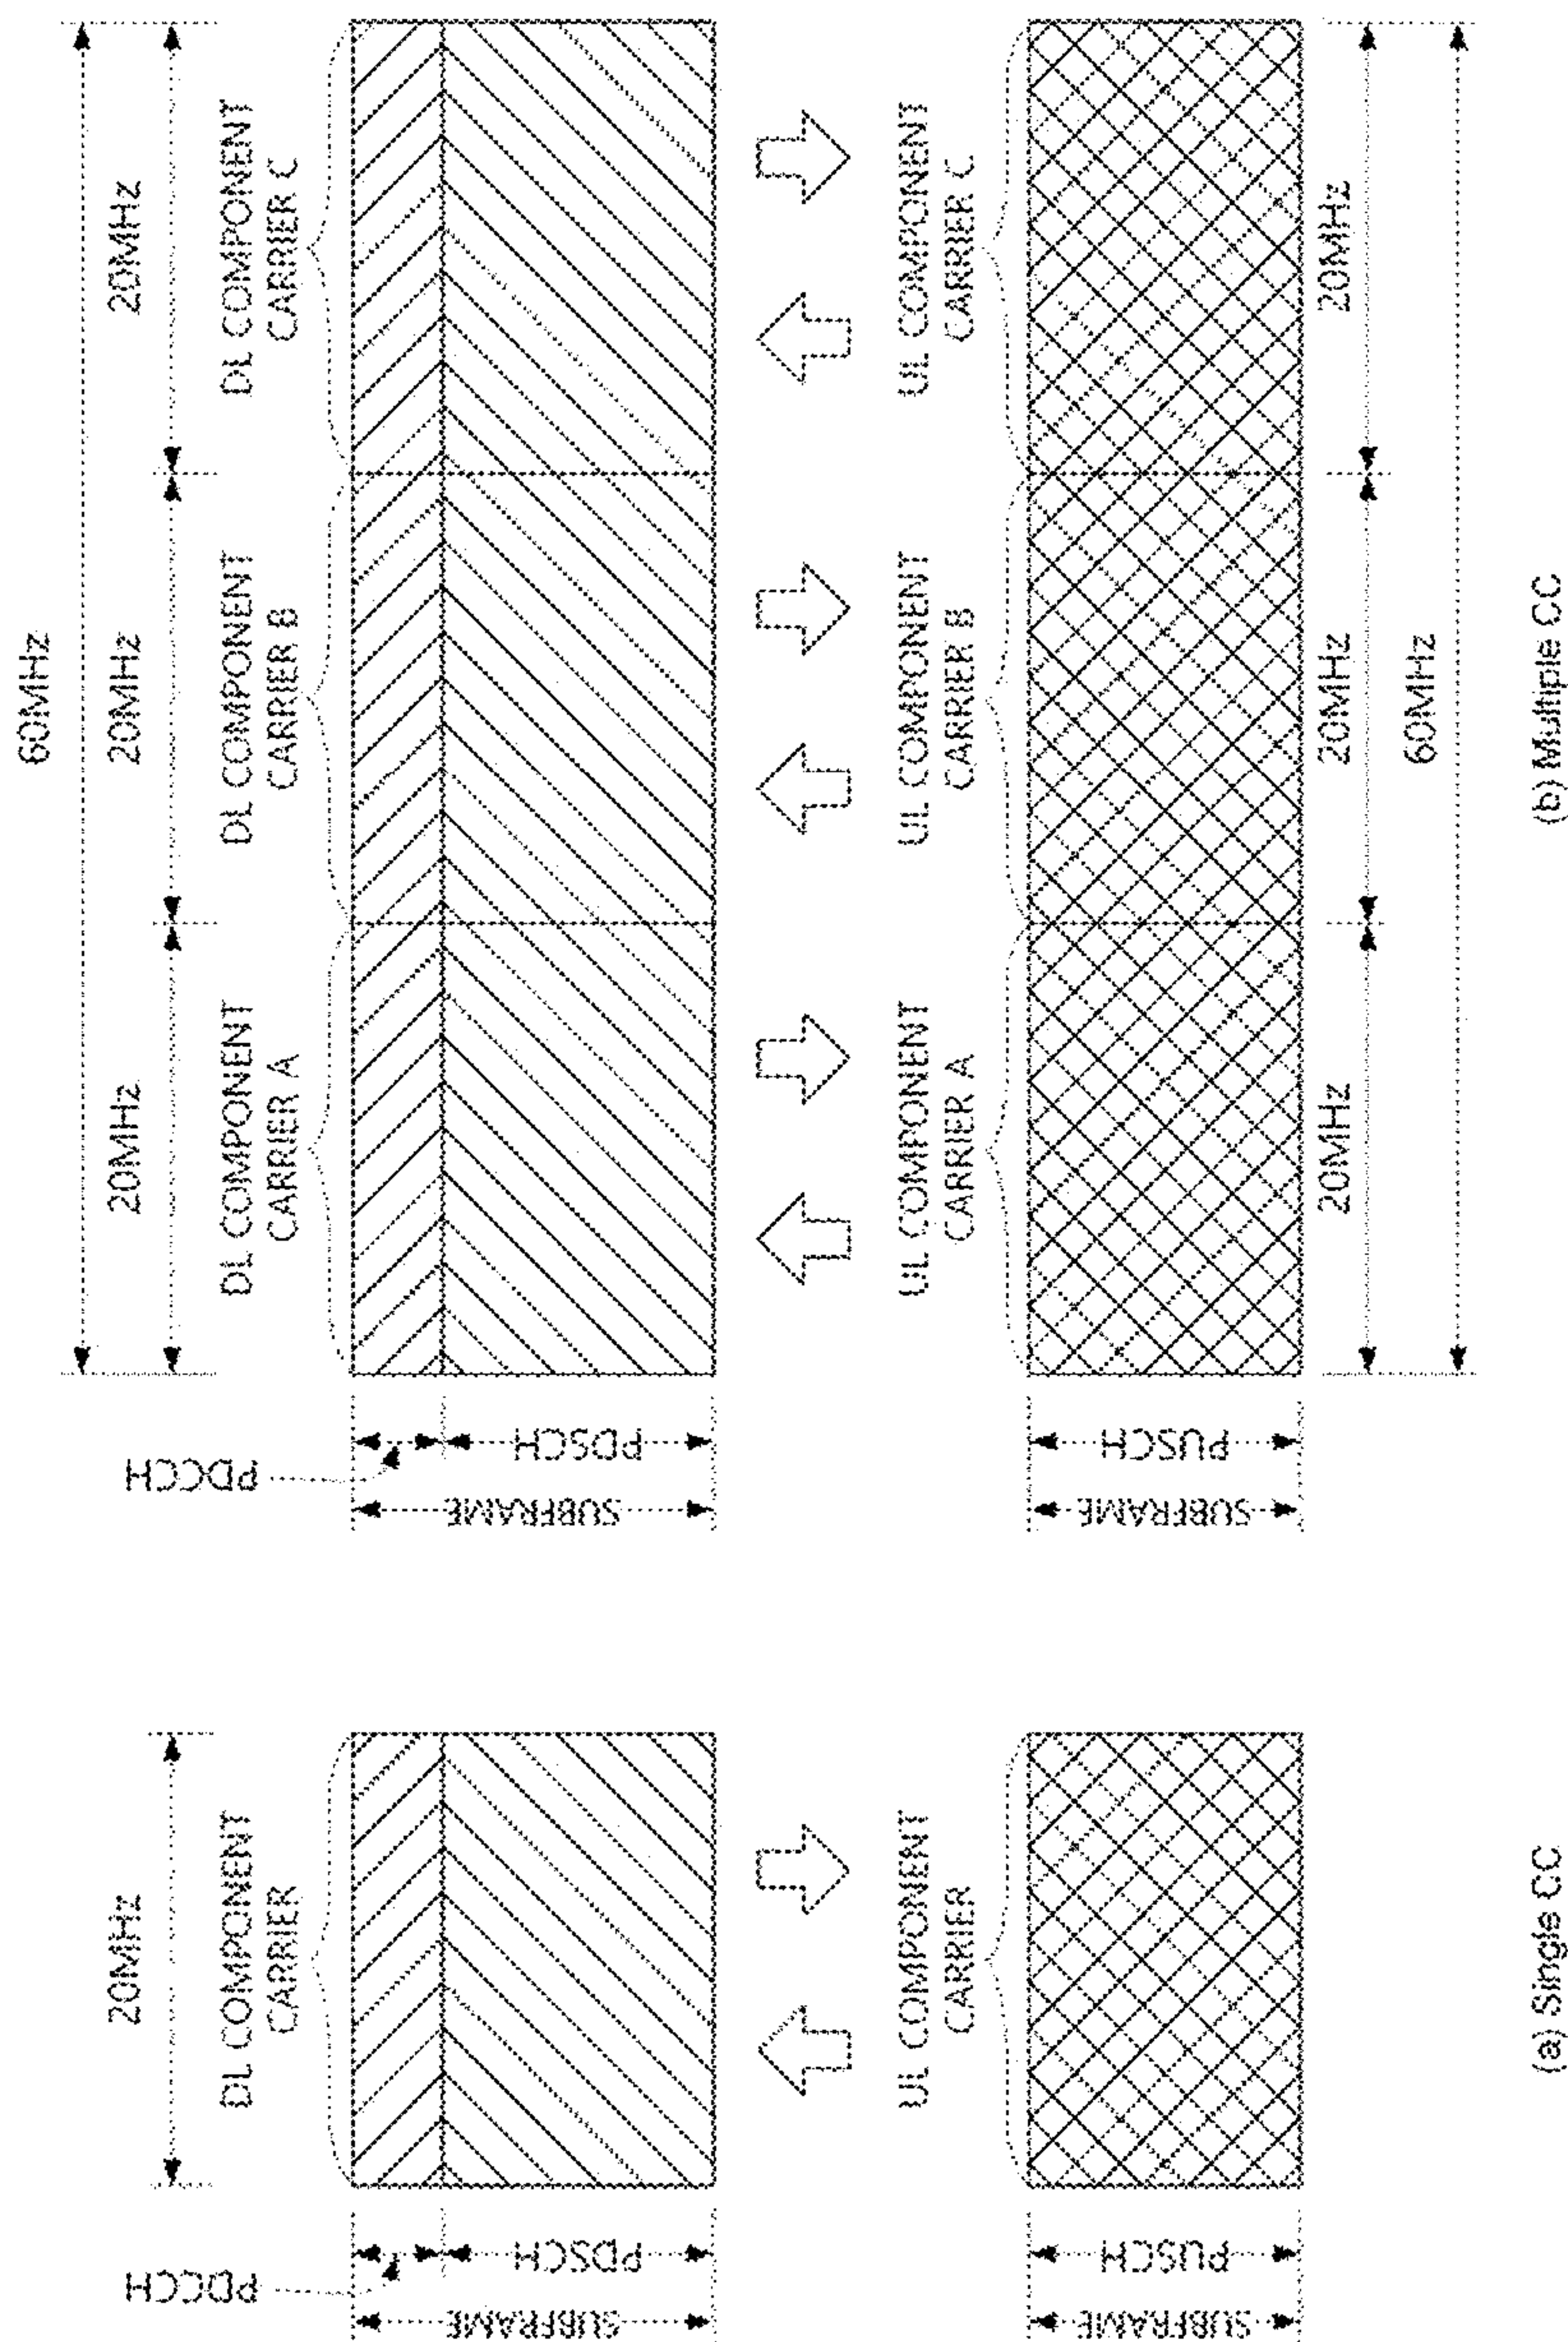 20MHz
DL COMPONENT
CARRIER
PDCCH
PDSCH
SUBFRAME
UL COMPONENT
CARRIER
PUSCH
SUBFRAME
(a) Single CC
60MHz
20MHz
20MHz
20MHz
DL COMPONENT
CARRIER A
DL COMPONENT
CARRIER B
DL COMPONENT
CARRIER C
PDCCH
PDSCH
SUBFRAME
UL COMPONENT
CARRIER A
UL COMPONENT
CARRIER B
UL COMPONENT
CARRIER C
PUSCH
SUBFRAME
20MHz
20MHz
20MHz
60MHz
(b) Multiple CC